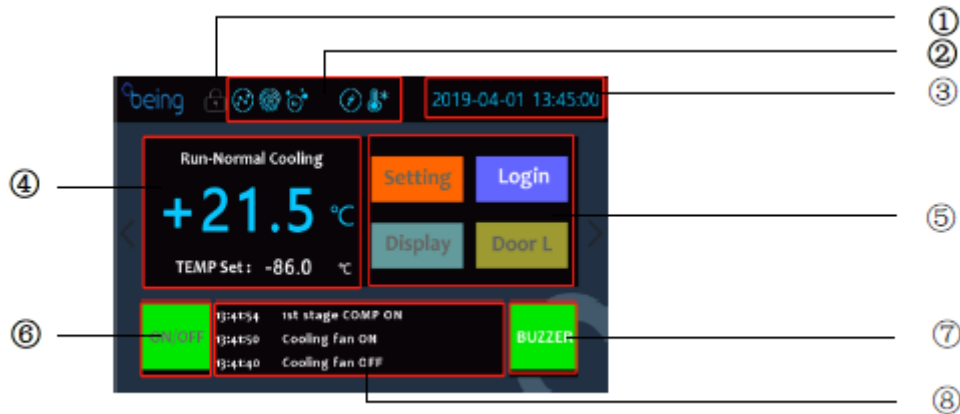 ①
②
being
2019-04-01 13:45:00
③
④
Run-Normal Cooling
+21.5 °C
TEMP Set : -86.0 °C
Setting
Login
Display
Door L
⑤
⑥
ON/OFF
13:41:54 1st stage COMP ON
13:41:50 Cooling fan ON
13:41:40 Cooling fan OFF
BUZZER
⑦
⑧